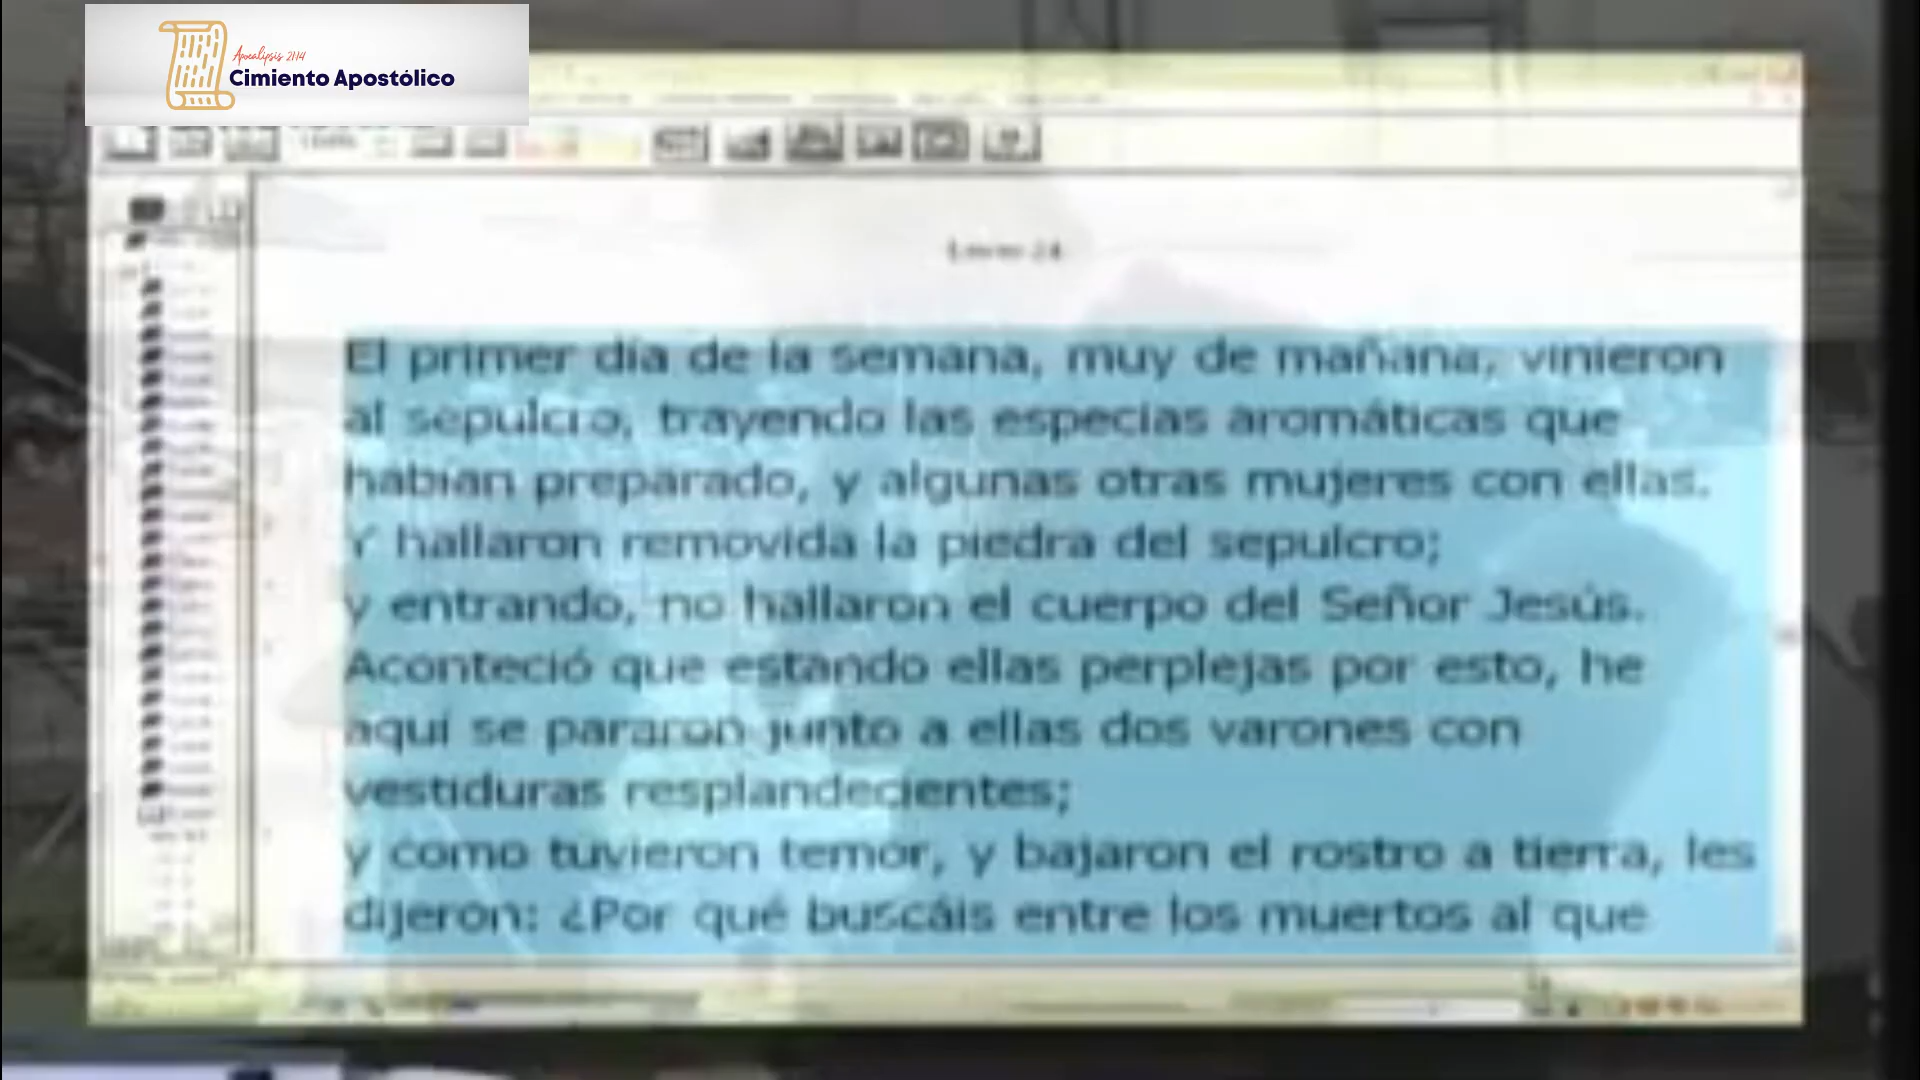 Apocalipsis 21:14
Cimiento Apostólico
Lucas 24
El primer día de la semana, muy de mañana, vinieron
al sepulcro, trayendo las especias aromáticas que
habían preparado, y algunas otras mujeres con ellas.
Y hallaron removida la piedra del sepulcro;
y entrando, no hallaron el cuerpo del Señor Jesús.
Aconteció que estando ellas perplejas por esto, he
aquí se pararon junto a ellas dos varones con
vestiduras resplandecientes;
y como tuvieron temor, y bajaron el rostro a tierra, les
dijeron: ¿Por qué buscáis entre los muertos al que